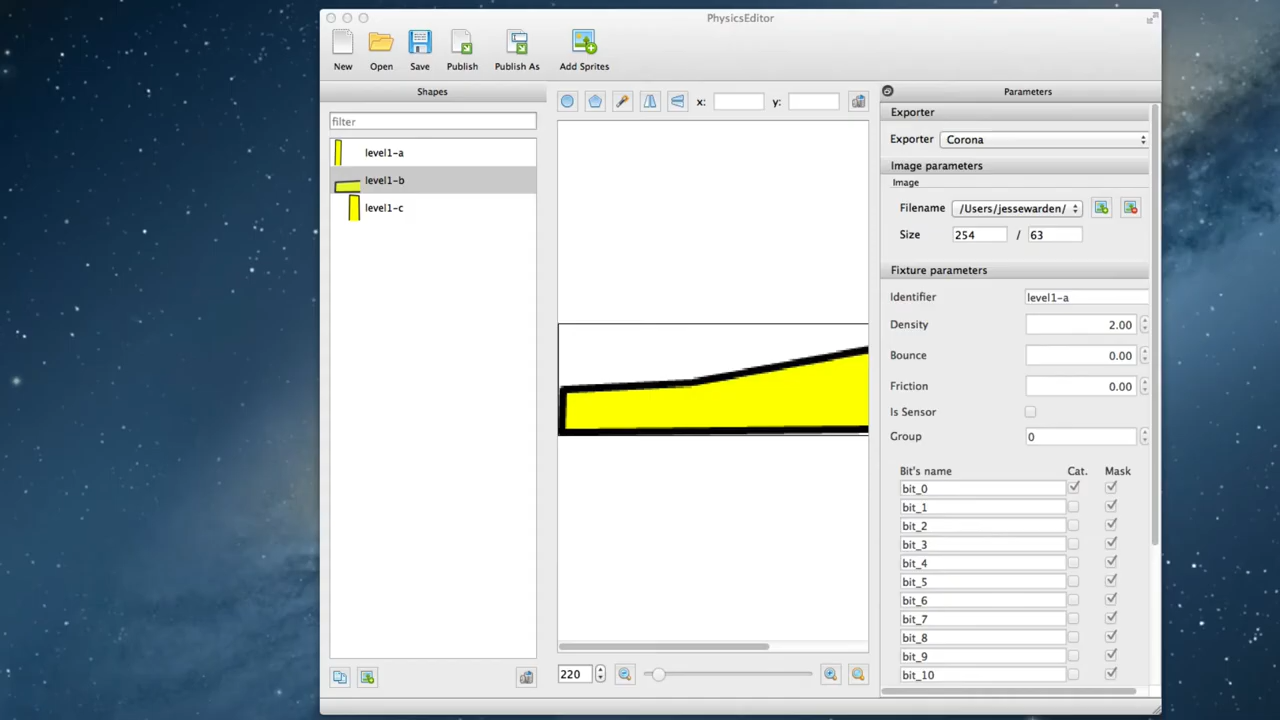 PhysicsEditor
New Open Save Publish Publish As Add Sprites
Shapes
x: y:
Parameters
filter
level1-a
level1-b
level1-c
220
Exporter
Exporter Corona
Image parameters
Image
Filename /Users/jessewarden/
Size 254 / 63
Fixture parameters
Identifier level1-a
Density 2.00
Bounce 0.00
Friction 0.00
Is Sensor
Group 0
Bit's name Cat. Mask
bit_0
bit_1
bit_2
bit_3
bit_4
bit_5
bit_6
bit_7
bit_8
bit_9
bit_10